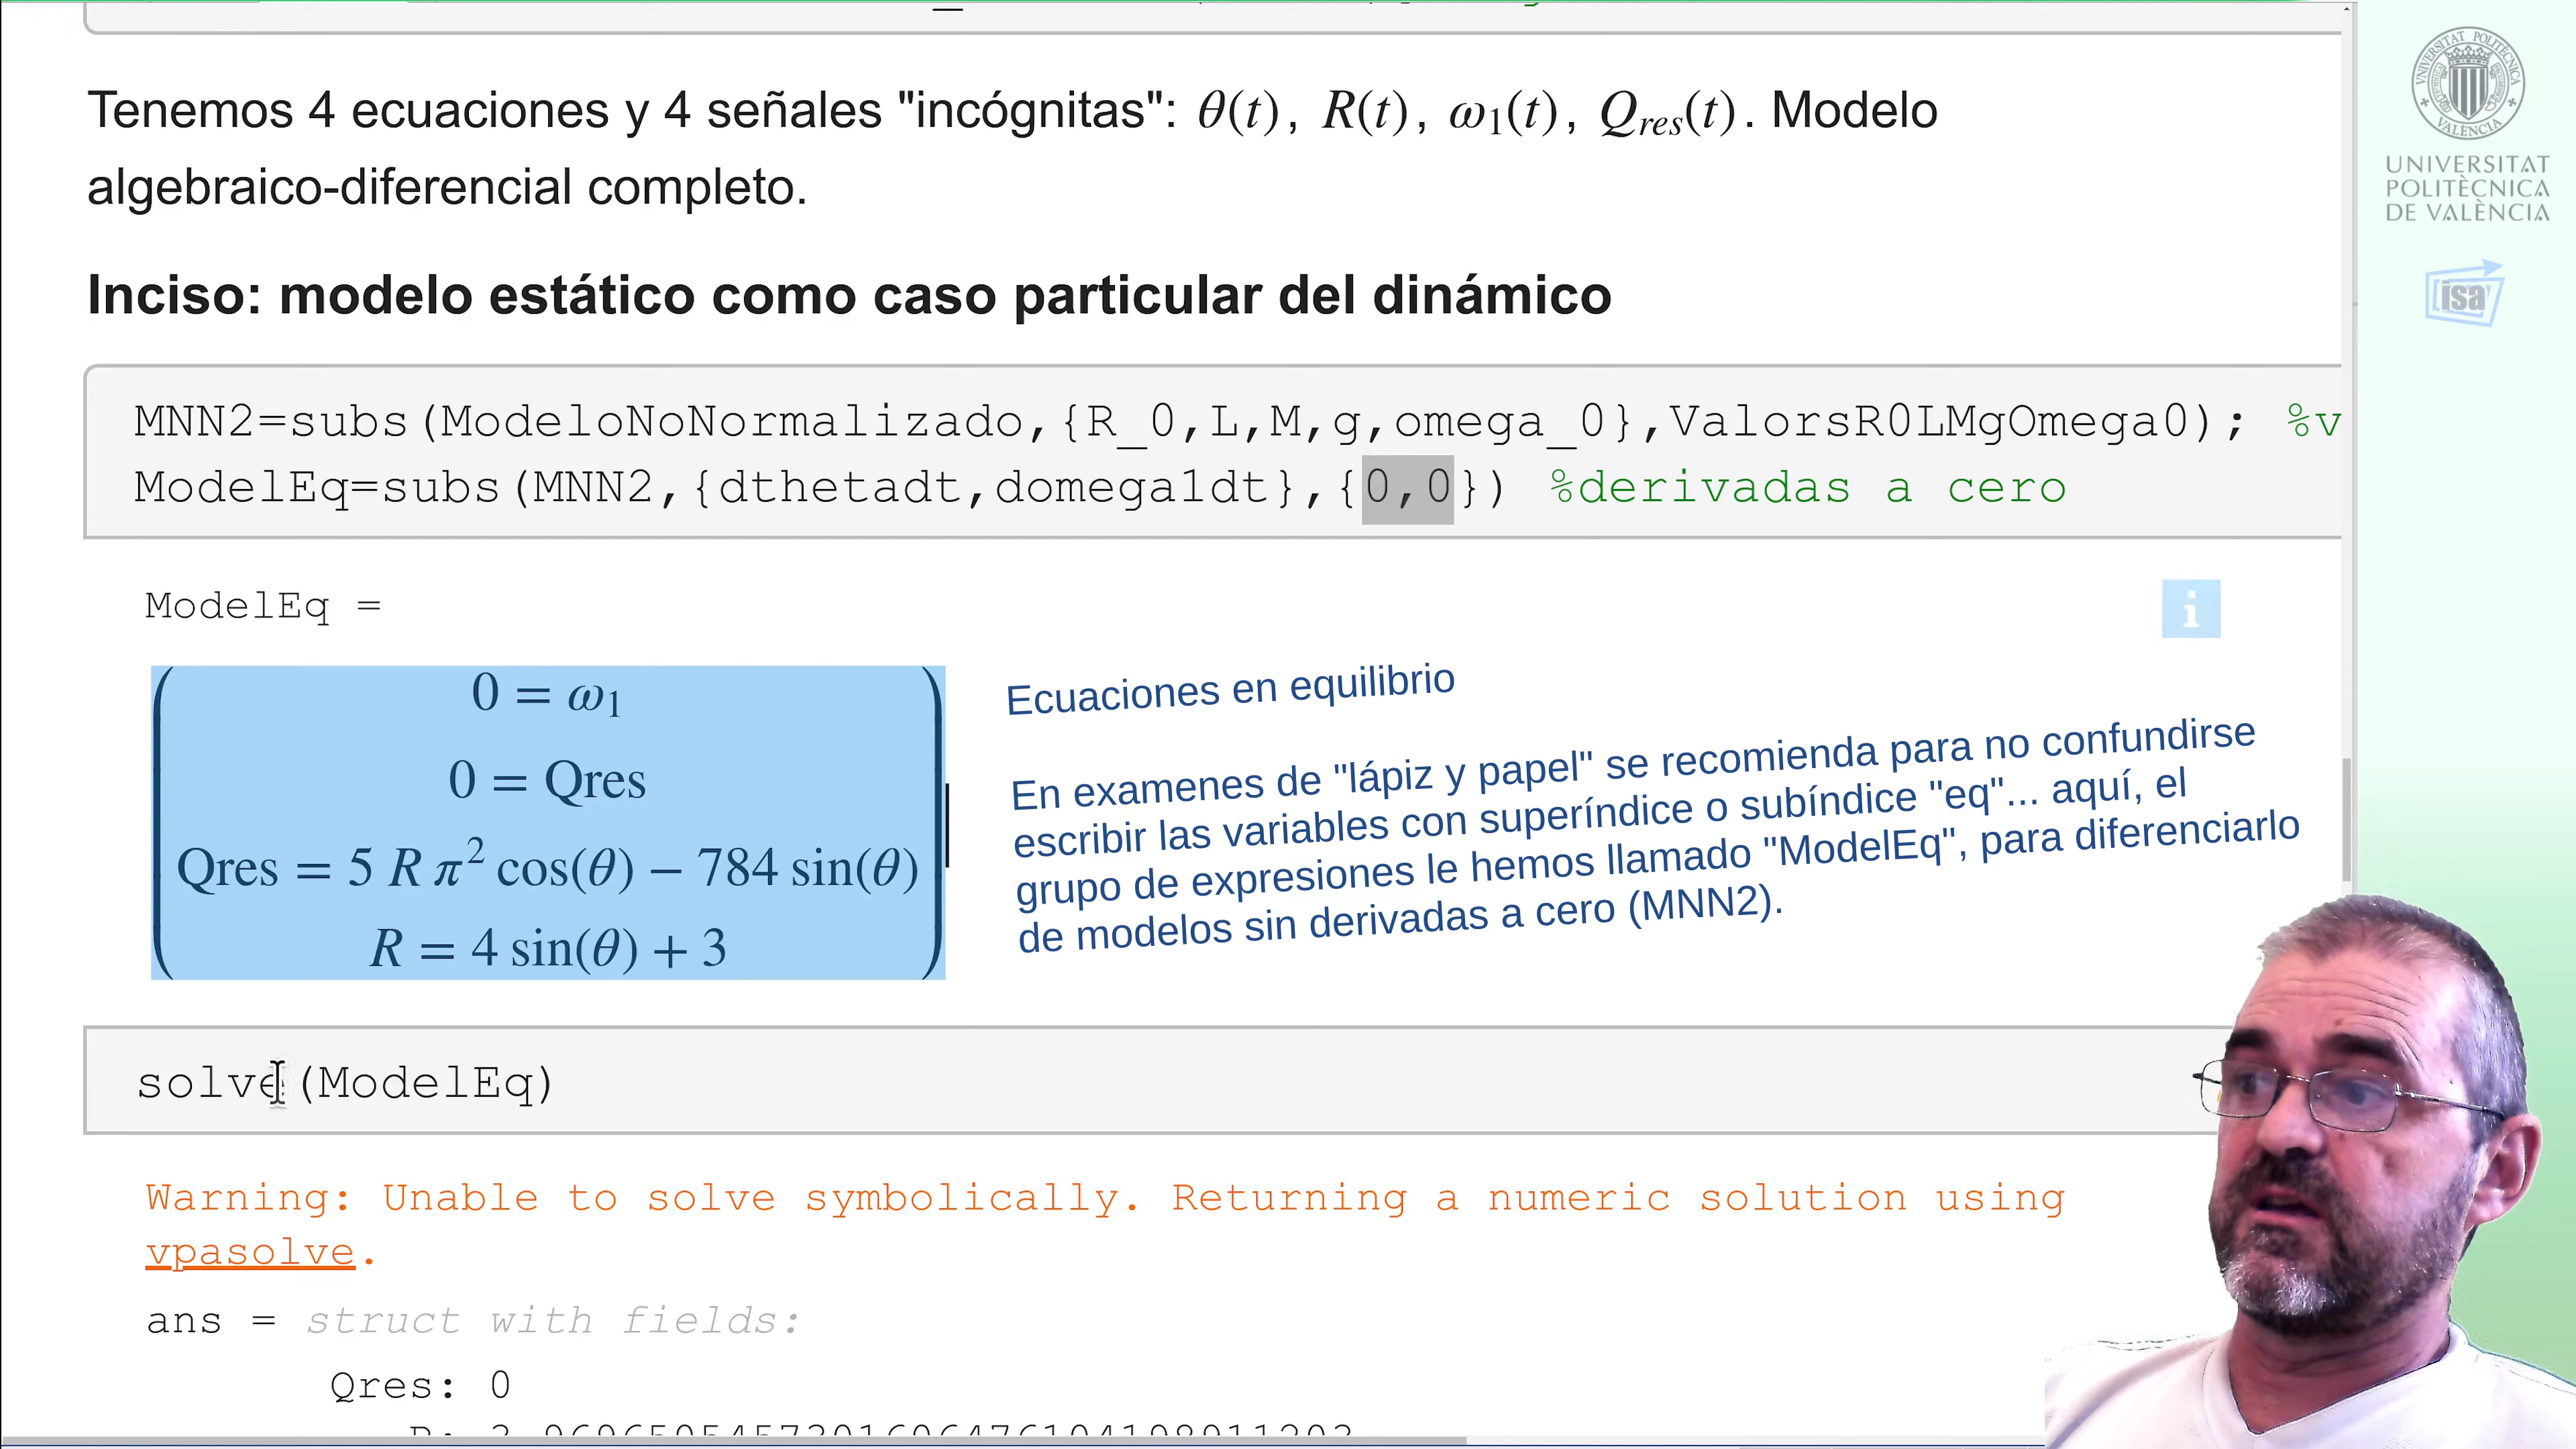 Tenemos 4 ecuaciones y 4 señales "incógnitas": θ(t), R(t), ω₁(t), Q_res(t). Modelo
algebraico-diferencial completo.
Inciso: modelo estático como caso particular del dinámico
MNN2=subs(ModeloNoNormalizado,{R_0,L,M,g,omega_0},ValorsR0LMgOmega0); %v
ModelEq=subs(MNN2,{dthetadt,domega1dt},{0,0}) %derivadas a cero
ModelEq =
0 = ω₁
0 = Qres
Qres = 5 R π² cos(θ) − 784 sin(θ)
R = 4 sin(θ) + 3
Ecuaciones en equilibrio
En examenes de "lápiz y papel" se recomienda para no confundirse
escribir las variables con superíndice o subíndice "eq"... aquí, el
grupo de expresiones le hemos llamado "ModelEq", para diferenciarlo
de modelos sin derivadas a cero (MNN2).
solve(ModelEq)
Warning: Unable to solve symbolically. Returning a numeric solution using
vpasolve.
ans = struct with fields:
Qres: 0
UNIVERSITAT
POLITÈCNICA
DE VALÈNCIA
isa
i